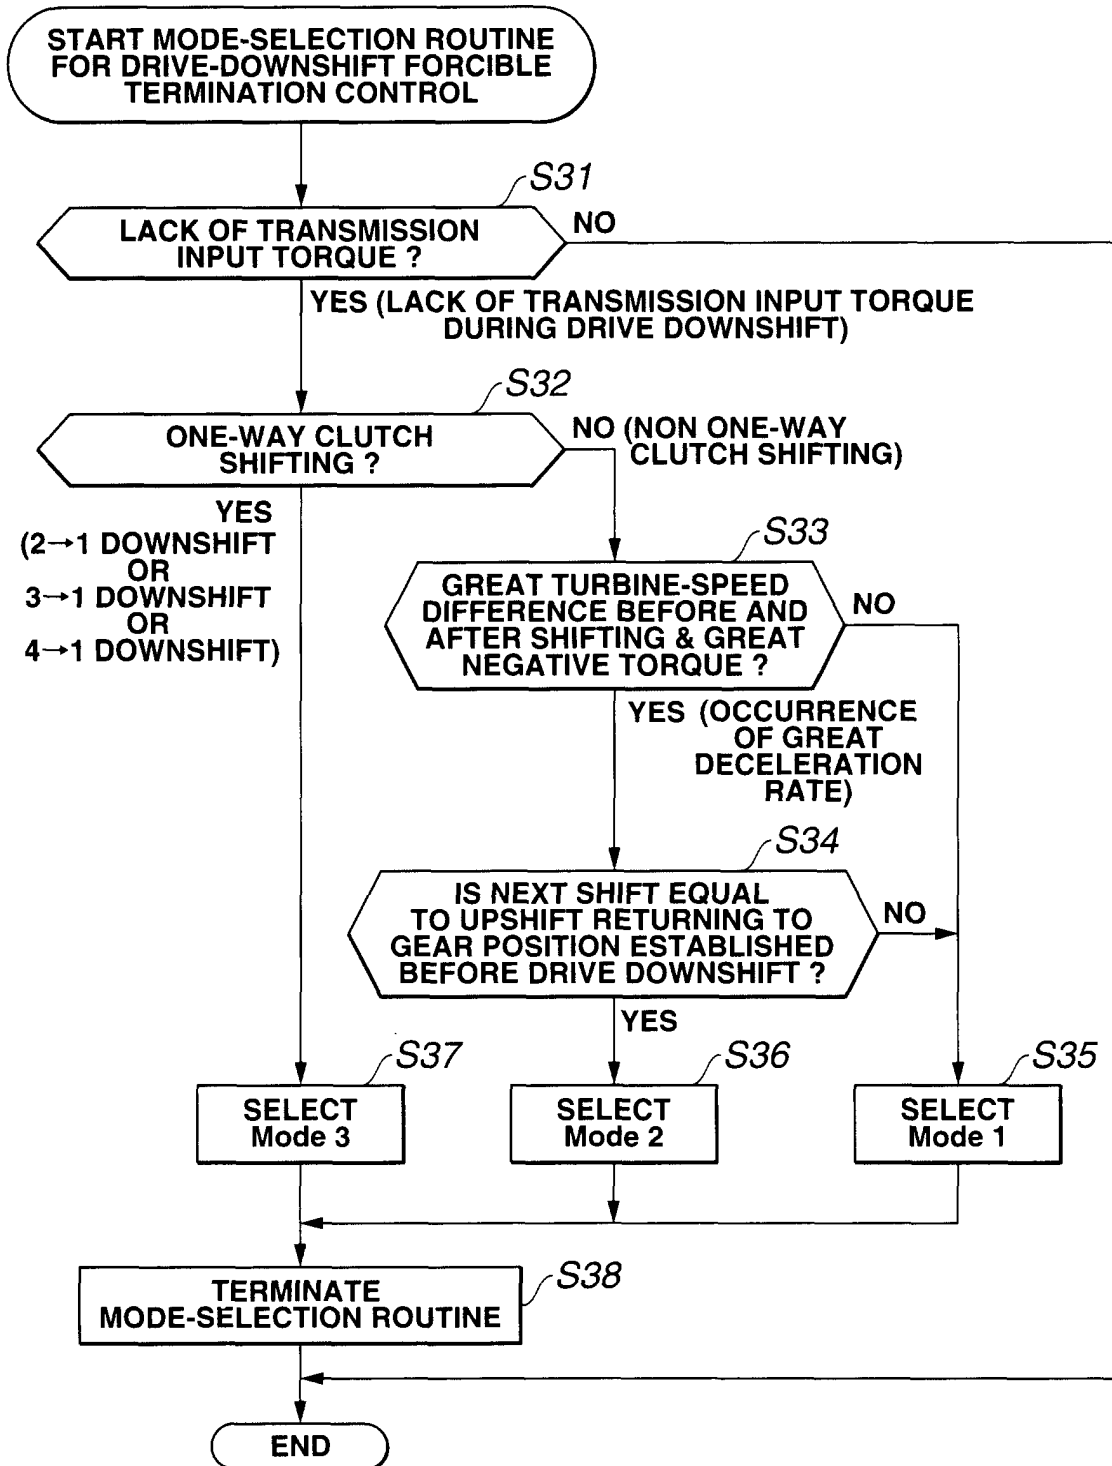 START MODE-SELECTION ROUTINE
FOR DRIVE-DOWNSHIFT FORCIBLE
TERMINATION CONTROL
S31
LACK OF TRANSMISSION
INPUT TORQUE ?
NO
YES (LACK OF TRANSMISSION INPUT TORQUE
DURING DRIVE DOWNSHIFT)
S32
ONE-WAY CLUTCH
SHIFTING ?
NO (NON ONE-WAY
CLUTCH SHIFTING)
YES
(2→1 DOWNSHIFT
OR
3→1 DOWNSHIFT
OR
4→1 DOWNSHIFT)
S33
GREAT TURBINE-SPEED
DIFFERENCE BEFORE AND
AFTER SHIFTING & GREAT
NEGATIVE TORQUE ?
NO
YES (OCCURRENCE
OF GREAT
DECELERATION
RATE)
S34
IS NEXT SHIFT EQUAL
TO UPSHIFT RETURNING TO
GEAR POSITION ESTABLISHED
BEFORE DRIVE DOWNSHIFT ?
NO
YES
S37
SELECT
Mode 3
S36
SELECT
Mode 2
S35
SELECT
Mode 1
S38
TERMINATE
MODE-SELECTION ROUTINE
END